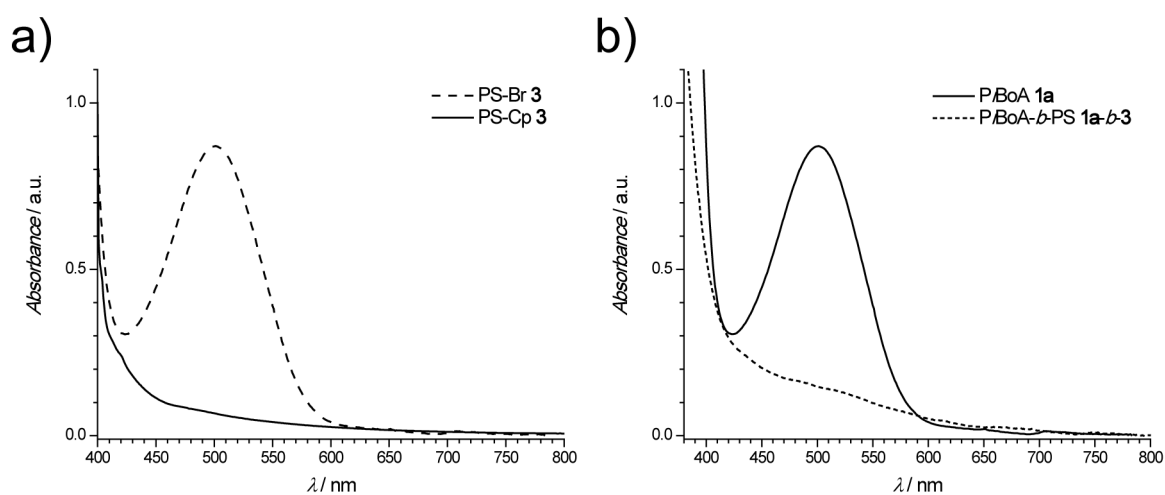 a)
1.0
0.5
0.0
Absorbance / a.u.
PS-Br 3
PS-Cp 3
400 450 500 550 600 650 700 750 800
λ / nm
b)
1.0
0.5
0.0
Absorbance / a.u.
PiBoA 1a
PiBoA-b-PS 1a-b-3
400 450 500 550 600 650 700 750 800
λ / nm